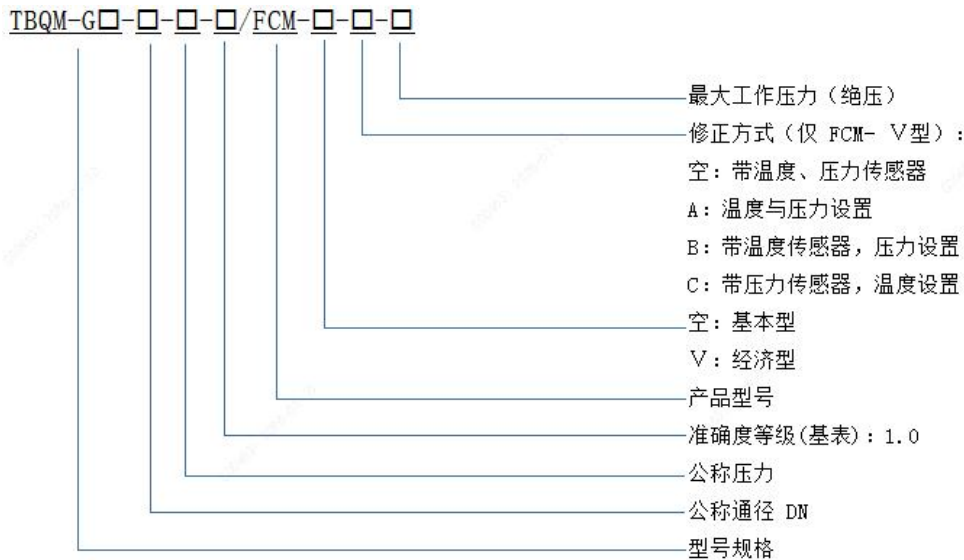 TBQM-G□-□-□-□/FCM-□-□-□
最大工作压力（绝压）
修正方式（仅 FCM- V型）：
空：带温度、压力传感器
A：温度与压力设置
B：带温度传感器，压力设置
C：带压力传感器，温度设置
空：基本型
V：经济型
产品型号
准确度等级(基表)：1.0
公称压力
公称通径 DN
型号规格